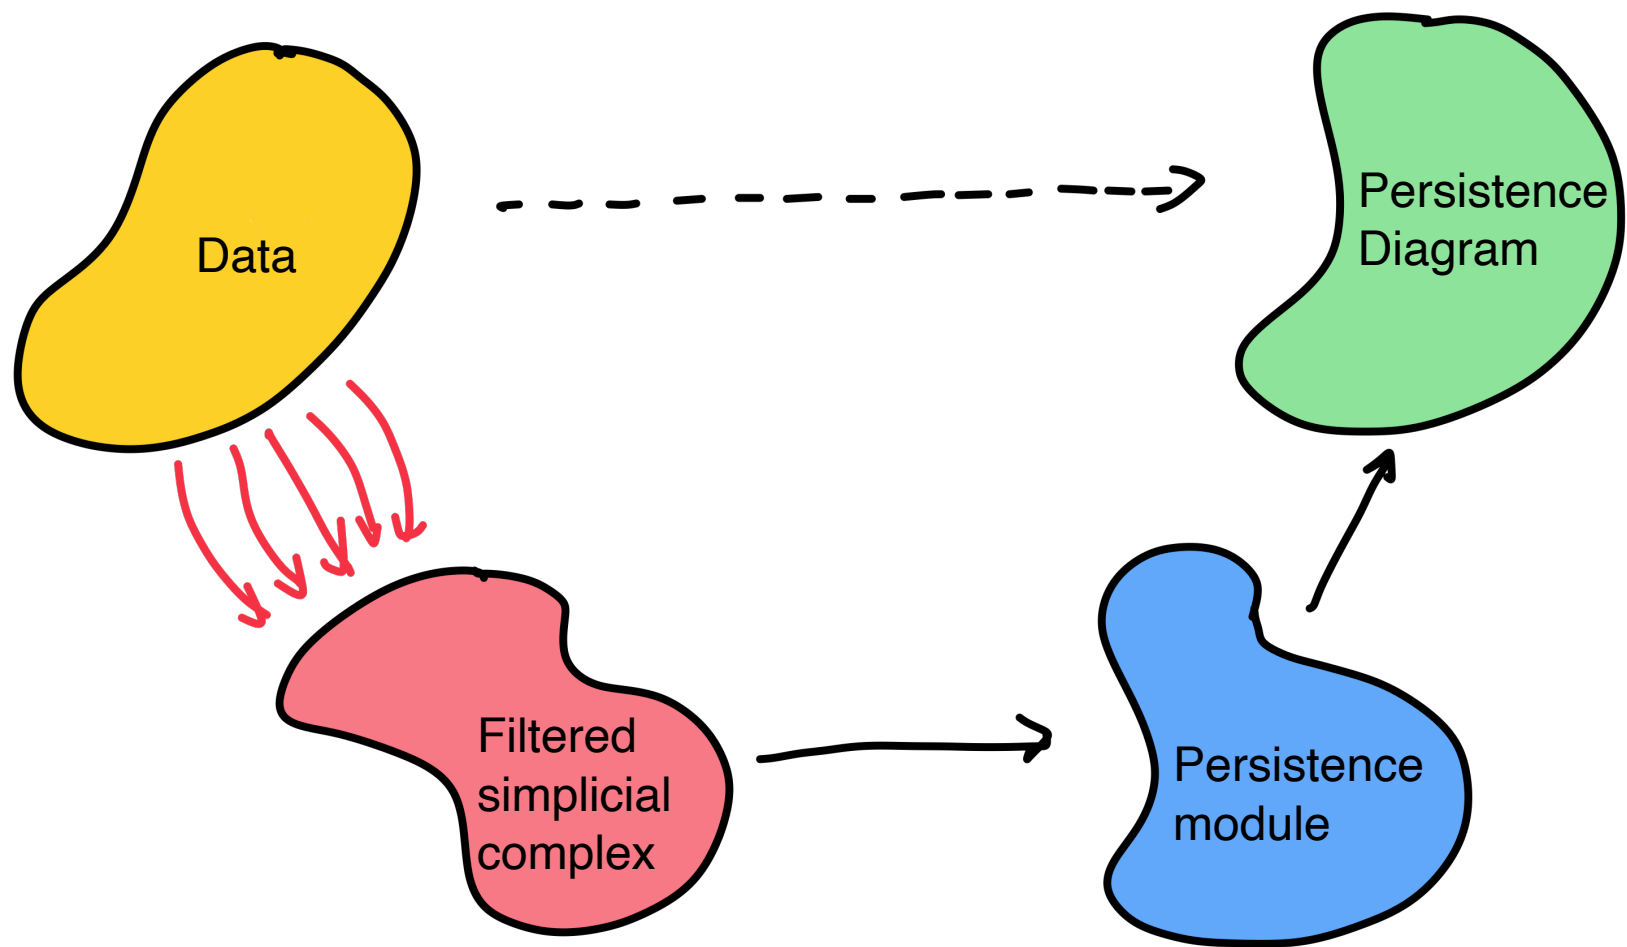 Data
Persistence
Diagram
Filtered
simplicial
complex
Persistence
module